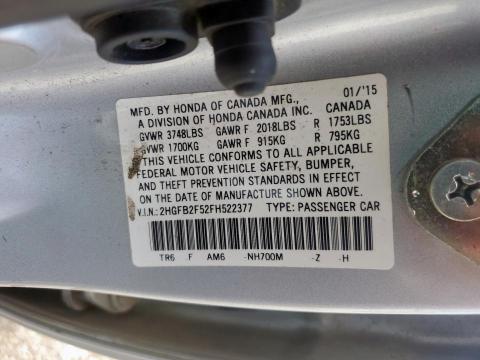 MFD. BY HONDA OF CANADA MFG., 01/'15
A DIVISION OF HONDA CANADA INC. CANADA
GVWR 3748LBS GAWR F 2018LBS R 1753LBS
GVWR 1700KG GAWR F 915KG R 795KG
THIS VEHICLE CONFORMS TO ALL APPLICABLE
FEDERAL MOTOR VEHICLE SAFETY, BUMPER,
AND THEFT PREVENTION STANDARDS IN EFFECT
ON THE DATE OF MANUFACTURE SHOWN ABOVE.
V.I.N.: 2HGFB2F52FH522377 TYPE: PASSENGER CAR
TR6 F AM6 -NH700M -Z -H